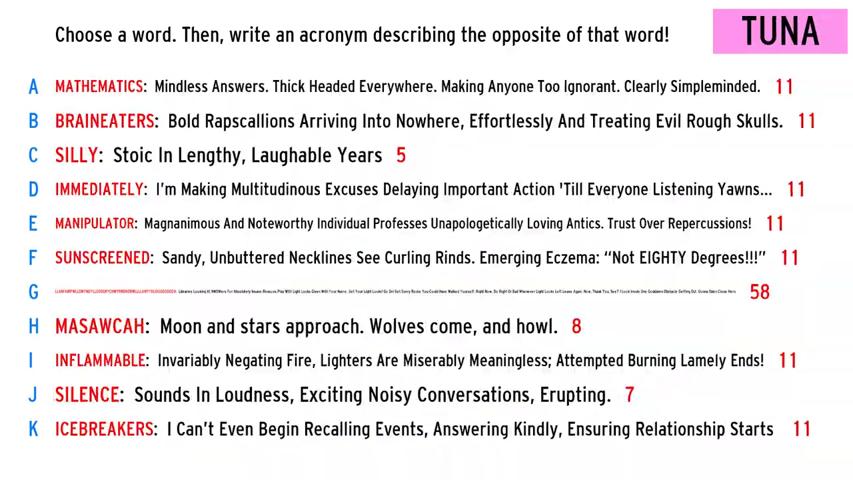 Choose a word. Then, write an acronym describing the opposite of that word!
TUNA
A MATHEMATICS: Mindless Answers. Thick Headed Everywhere. Making Anyone Too Ignorant. Clearly Simpleminded. 11
B BRAINEATERS: Bold Rapscallions Arriving Into Nowhere, Effortlessly And Treating Evil Rough Skulls. 11
C SILLY: Stoic In Lengthy, Laughable Years 5
D IMMEDIATELY: I'm Making Multitudinous Excuses Delaying Important Action 'Till Everyone Listening Yawns... 11
E MANIPULATOR: Magnanimous And Noteworthy Individual Professes Unapologetically Loving Antics. Trust Over Repercussions! 11
F SUNSCREENED: Sandy, Unbuttered Necklines See Curling Rinds. Emerging Eczema: “Not EIGHTY Degrees!!!” 11
G 58
H MASAWCAH: Moon and stars approach. Wolves come, and howl. 8
I INFLAMMABLE: Invariably Negating Fire, Lighters Are Miserably Meaningless; Attempted Burning Lamely Ends! 11
J SILENCE: Sounds In Loudness, Exciting Noisy Conversations, Erupting. 7
K ICEBREAKERS: I Can't Even Begin Recalling Events, Answering Kindly, Ensuring Relationship Starts 11